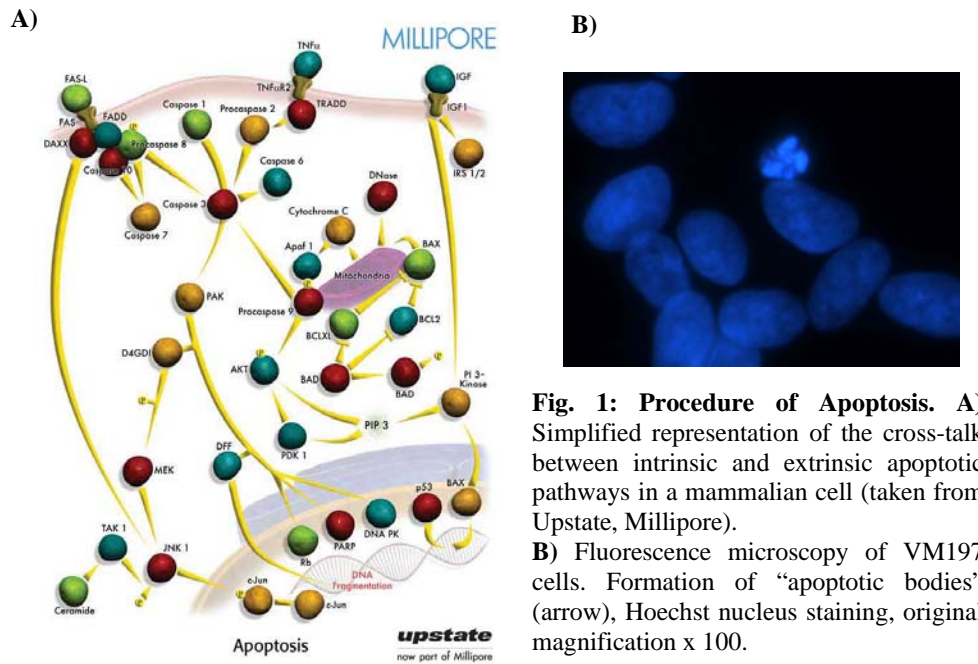 A)
MILLIPORE
TNFα
TNFαR2
TRADD
IGF
IGF1
IRS 1/2
FAS-L
FAS
FADD
DAXX
Caspase 1
Procaspase 2
Procaspase 8
Caspase 10
Caspase 7
Caspase 3
Caspase 6
DNase
Cytochrome C
Apaf 1
Mitochondria
BAX
Procaspase 9
BCLXL
BCL2
PAK
D4GDI
AKT
BAD
BAD
PI 3-
Kinase
PIP 3
PDK 1
DFF
MEK
p53
BAX
DNA PK
PARP
Rb
TAK 1
JNK 1
DNA
Fragmentation
Ceramide
c-Jun
c-Jun
Apoptosis
upstate
now part of Millipore
B)
Fig. 1: Procedure of Apoptosis. A)
Simplified representation of the cross-talk
between intrinsic and extrinsic apoptotic
pathways in a mammalian cell (taken from
Upstate, Millipore).
B) Fluorescence microscopy of VM197
cells. Formation of “apoptotic bodies”
(arrow), Hoechst nucleus staining, original
magnification x 100.